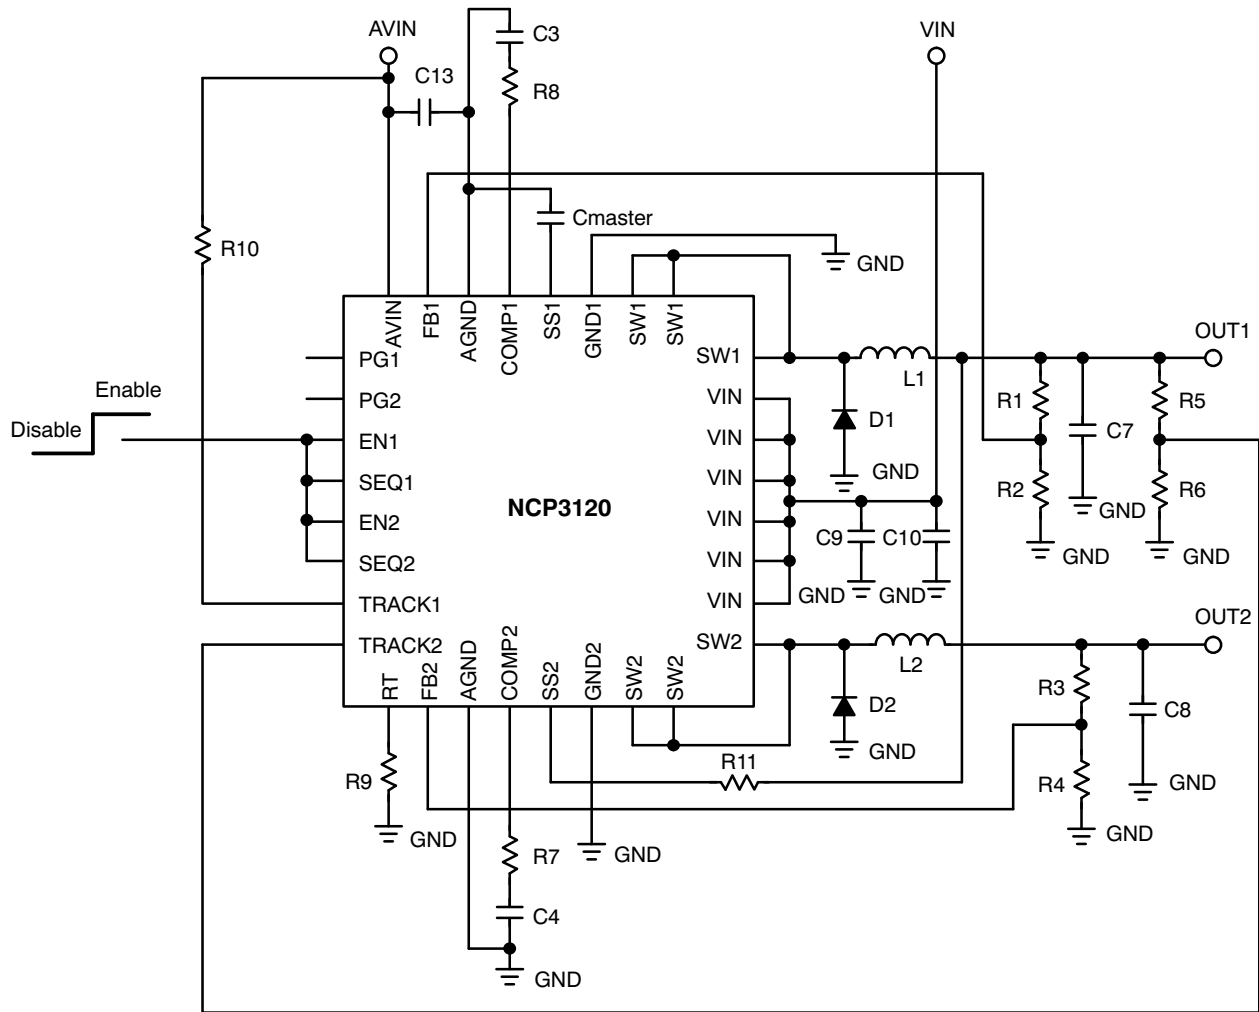 AVIN
C3
VIN
C13
R8
Cmaster
R10
GND
AVIN
FB1
AGND
COMP1
SS1
GND1
SW1
SW1
OUT1
PG1
SW1
L1
Enable
PG2
VIN
R1
R5
Disable
EN1
VIN
D1
C7
SEQ1
VIN
GND
R2
R6
NCP3120
GND
EN2
VIN
C9
C10
SEQ2
VIN
GND
GND
TRACK1
VIN
GND
GND
OUT2
TRACK2
SW2
L2
RT
FB2
AGND
COMP2
SS2
GND2
SW2
SW2
R3
D2
C8
GND
R11
R9
R4
GND
GND
GND
R7
GND
C4
GND